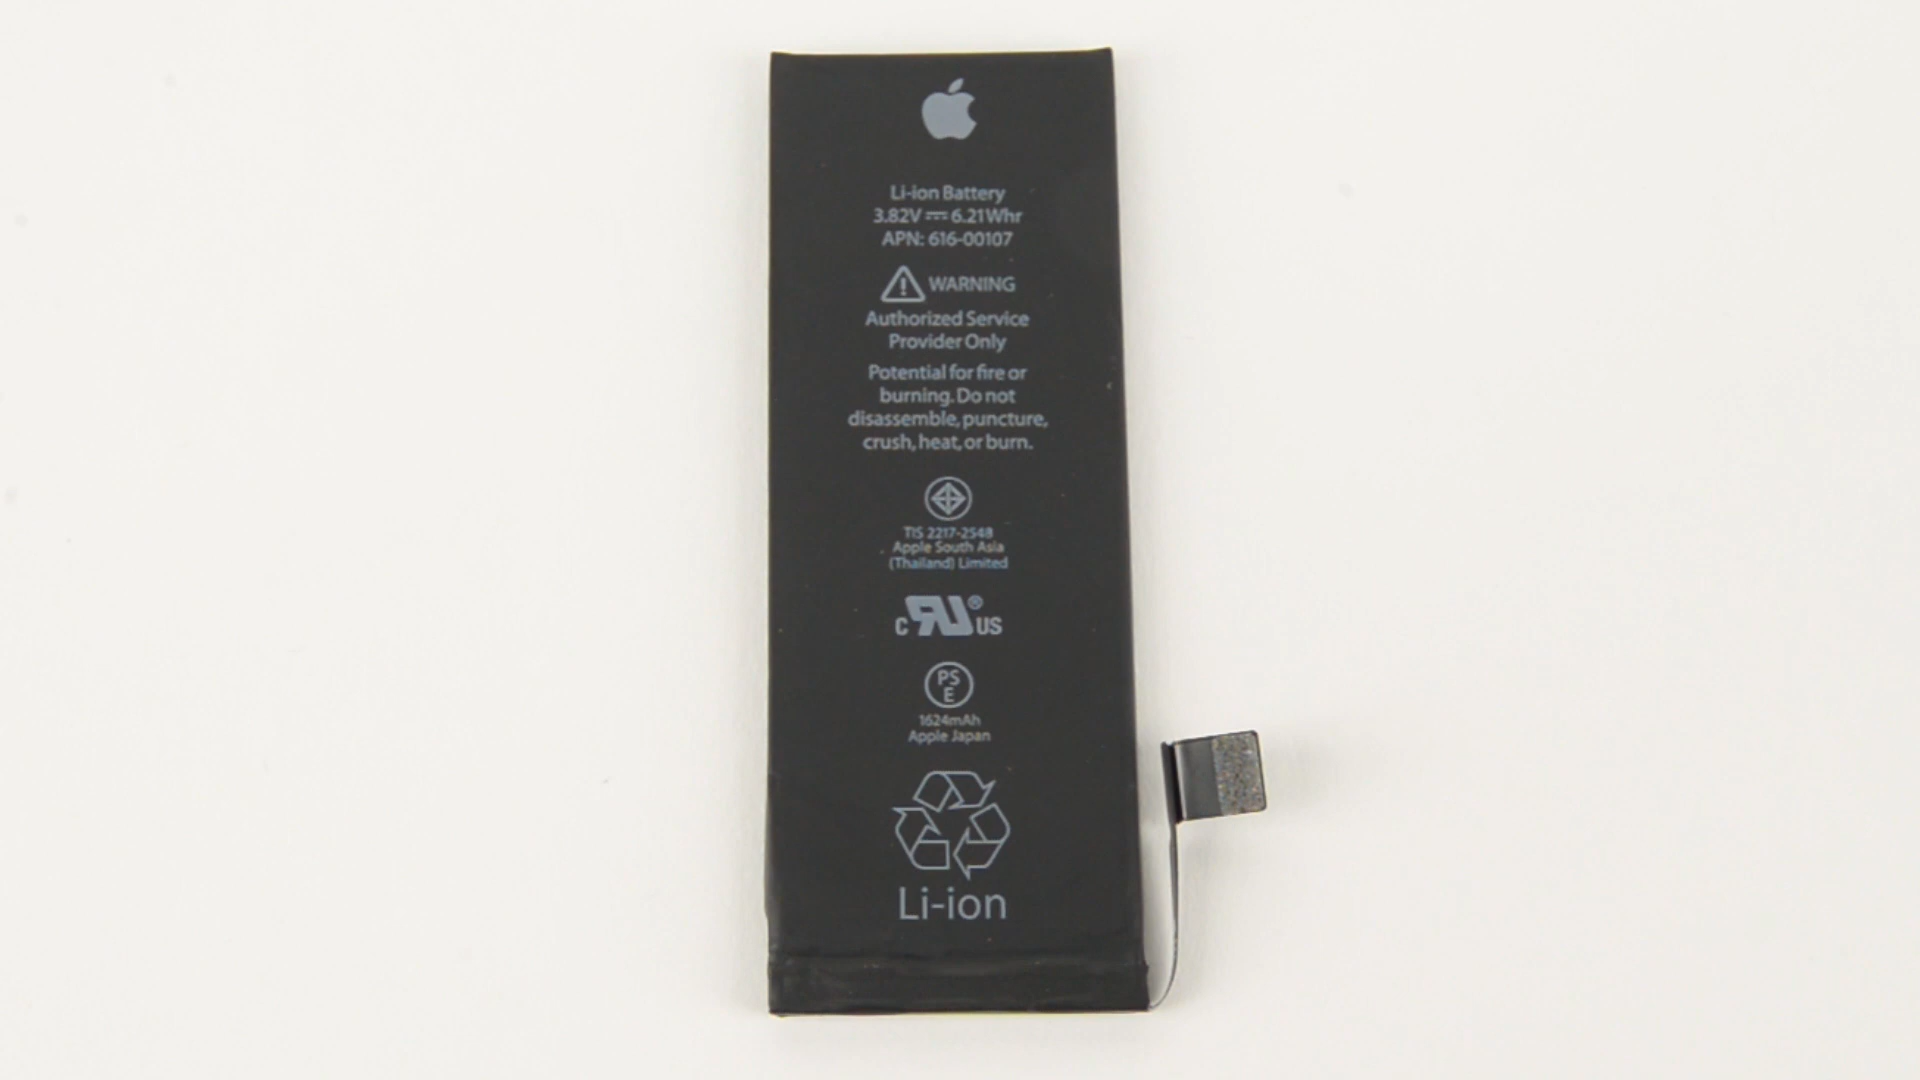 Li-ion Battery
3.82V ⎓ 6.21Whr
APN: 616-00107
WARNING
Authorized Service
Provider Only
Potential for fire or
burning. Do not
disassemble, puncture,
crush, heat, or burn.
TIS 2217-2548
Apple South Asia
(Thailand) Limited
c RU® US
PS
E
1624mAh
Apple Japan
Li-ion